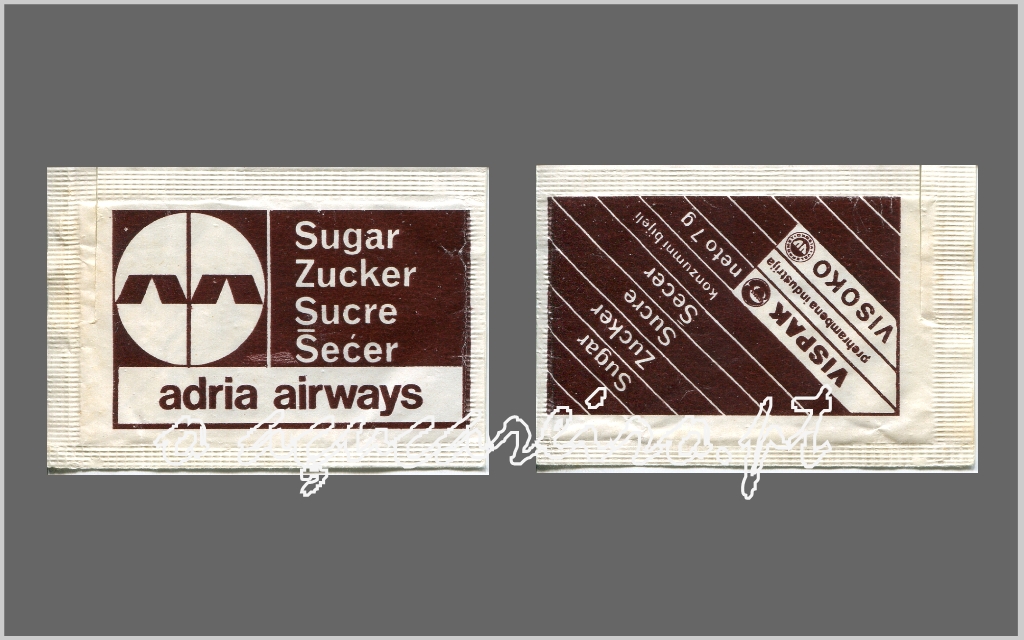 Sugar
Zucker
Sucre
Šećer
adria airways
Sugar
Zucker
Sucre
Šećer
konzumni bijeli
neto 7 g
VISPAK
prehrambena industrija
VISOKO